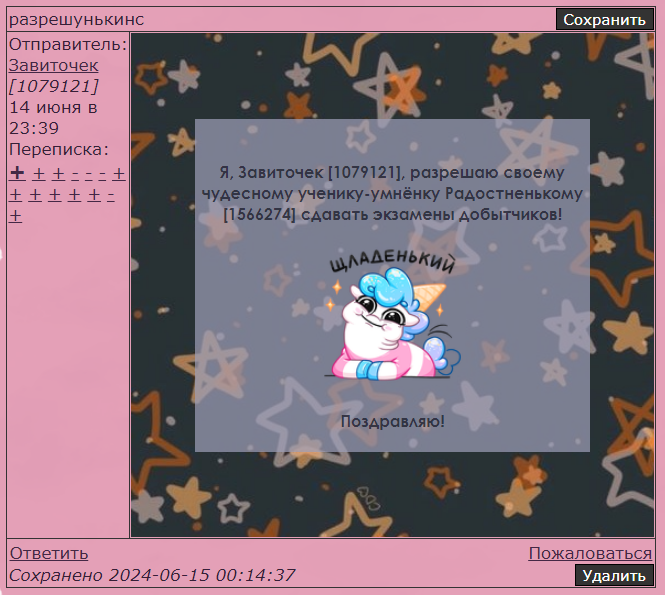 разрешунькинс
Сохранить
Отправитель:
Завиточек
[1079121]
14 июня в
23:39
Переписка:
+ + + - - - +
+ + + + + -
+
Я, Завиточек [1079121], разрешаю своему
чудесному ученику-умнёнку Радостненькому
[1566274] сдавать экзамены добытчиков!
ЩЛАДЕНЬКИЙ
Поздравляю!
Ответить
Пожаловаться
Сохранено 2024-06-15 00:14:37
Удалить